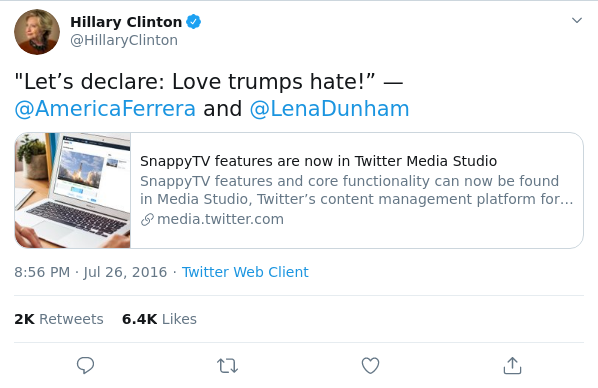 Hillary Clinton
@HillaryClinton
"Let’s declare: Love trumps hate!” —
@AmericaFerrera and @LenaDunham
SnappyTV features are now in Twitter Media Studio
SnappyTV features and core functionality can now be found
in Media Studio, Twitter’s content management platform for…
media.twitter.com
8:56 PM · Jul 26, 2016 · Twitter Web Client
2K Retweets 6.4K Likes